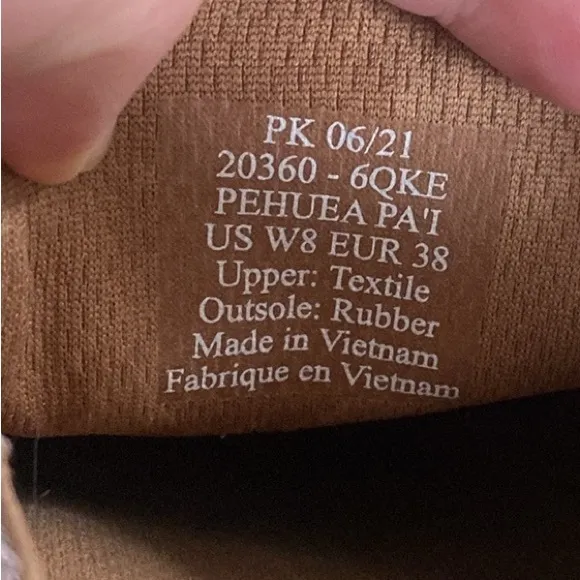 PK 06/21
20360 - 6QKE
PEHUEA PA'I
US W8 EUR 38
Upper: Textile
Outsole: Rubber
Made in Vietnam
Fabrique en Vietnam